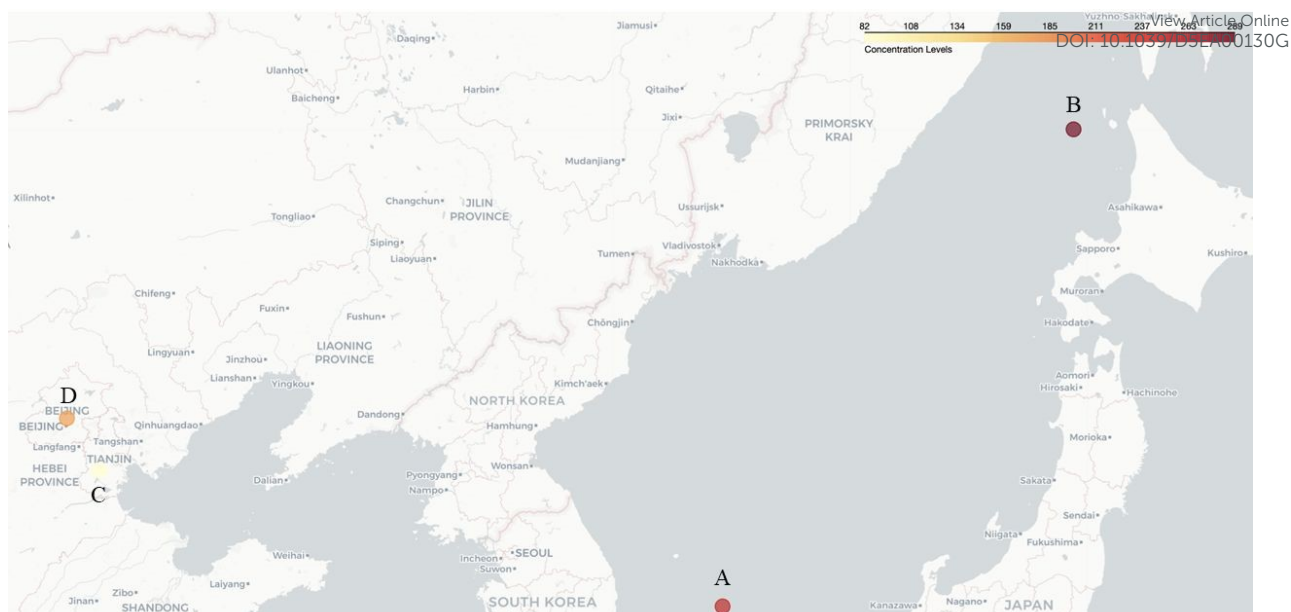 View Article Online
DOI: 10.1039/D5EA00130G
82 108 134 159 185 211 237 263 289
Concentration Levels
Yuzhno-Sakhalinsk
Jiamusi
Daqing
Ulanhot
Baicheng
Harbin
Qitaihe
Jixi
B
PRIMORSKY
KRAI
Mudanjiang
Xilinhot
Changchun
JILIN
PROVINCE
Tongliao
Ussurijsk
Asahikawa
Siping
Liaoyuan
Tumen
Vladivostok
Nakhodka
Sapporo
Kushiro
Chifeng
Muroran
Fuxin
Fushun
Chŏngjin
Hakodate
LIAONING
PROVINCE
Lingyuan
Jinzhou
Lianshan
Yingkou
Kimch'aek
Aomori
Hirosaki
Hachinohe
D
BEIJING
BEIJING
NORTH KOREA
Dandong
Qinhuangdao
Hamhung
Langfang
Tangshan
Morioka
TIANJIN
HEBEI
PROVINCE
C
Dalian
Pyongyang
Nampo
Wonsan
Sakata
Sendai
Niigata
Fukushima
Weihai
Incheon
SEOUL
Suwon
Laiyang
A
Zibo
Jinan
SHANDONG
SOUTH KOREA
Kanazawa
Nagano
JAPAN